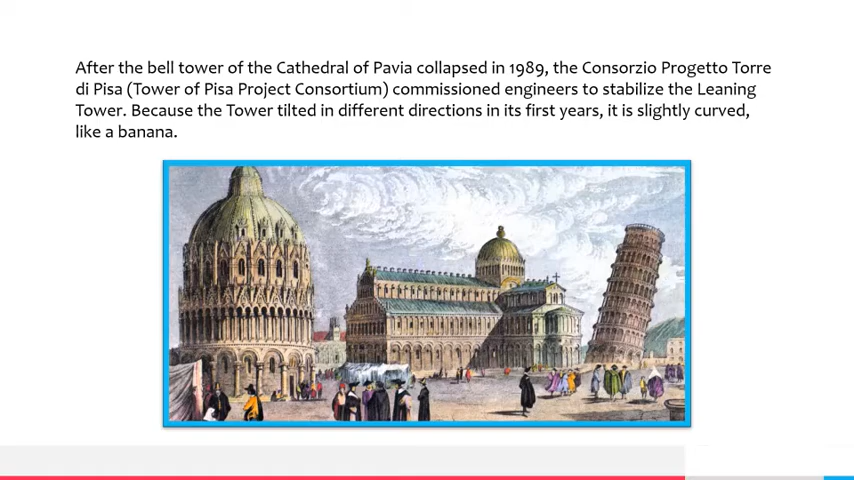 After the bell tower of the Cathedral of Pavia collapsed in 1989, the Consorzio Progetto Torre
di Pisa (Tower of Pisa Project Consortium) commissioned engineers to stabilize the Leaning
Tower. Because the Tower tilted in different directions in its first years, it is slightly curved,
like a banana.